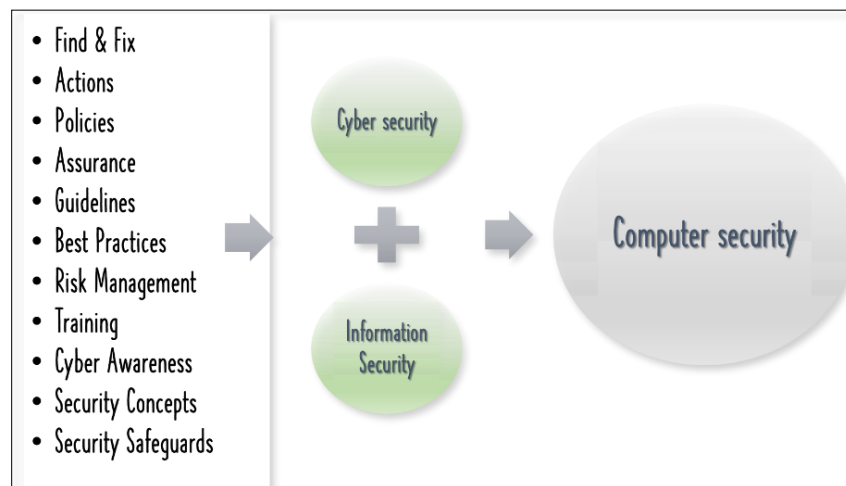 • Find & Fix
• Actions
• Policies
• Assurance
• Guidelines
• Best Practices
• Risk Management
• Training
• Cyber Awareness
• Security Concepts
• Security Safeguards
Cyber security
Information
Security
Computer security